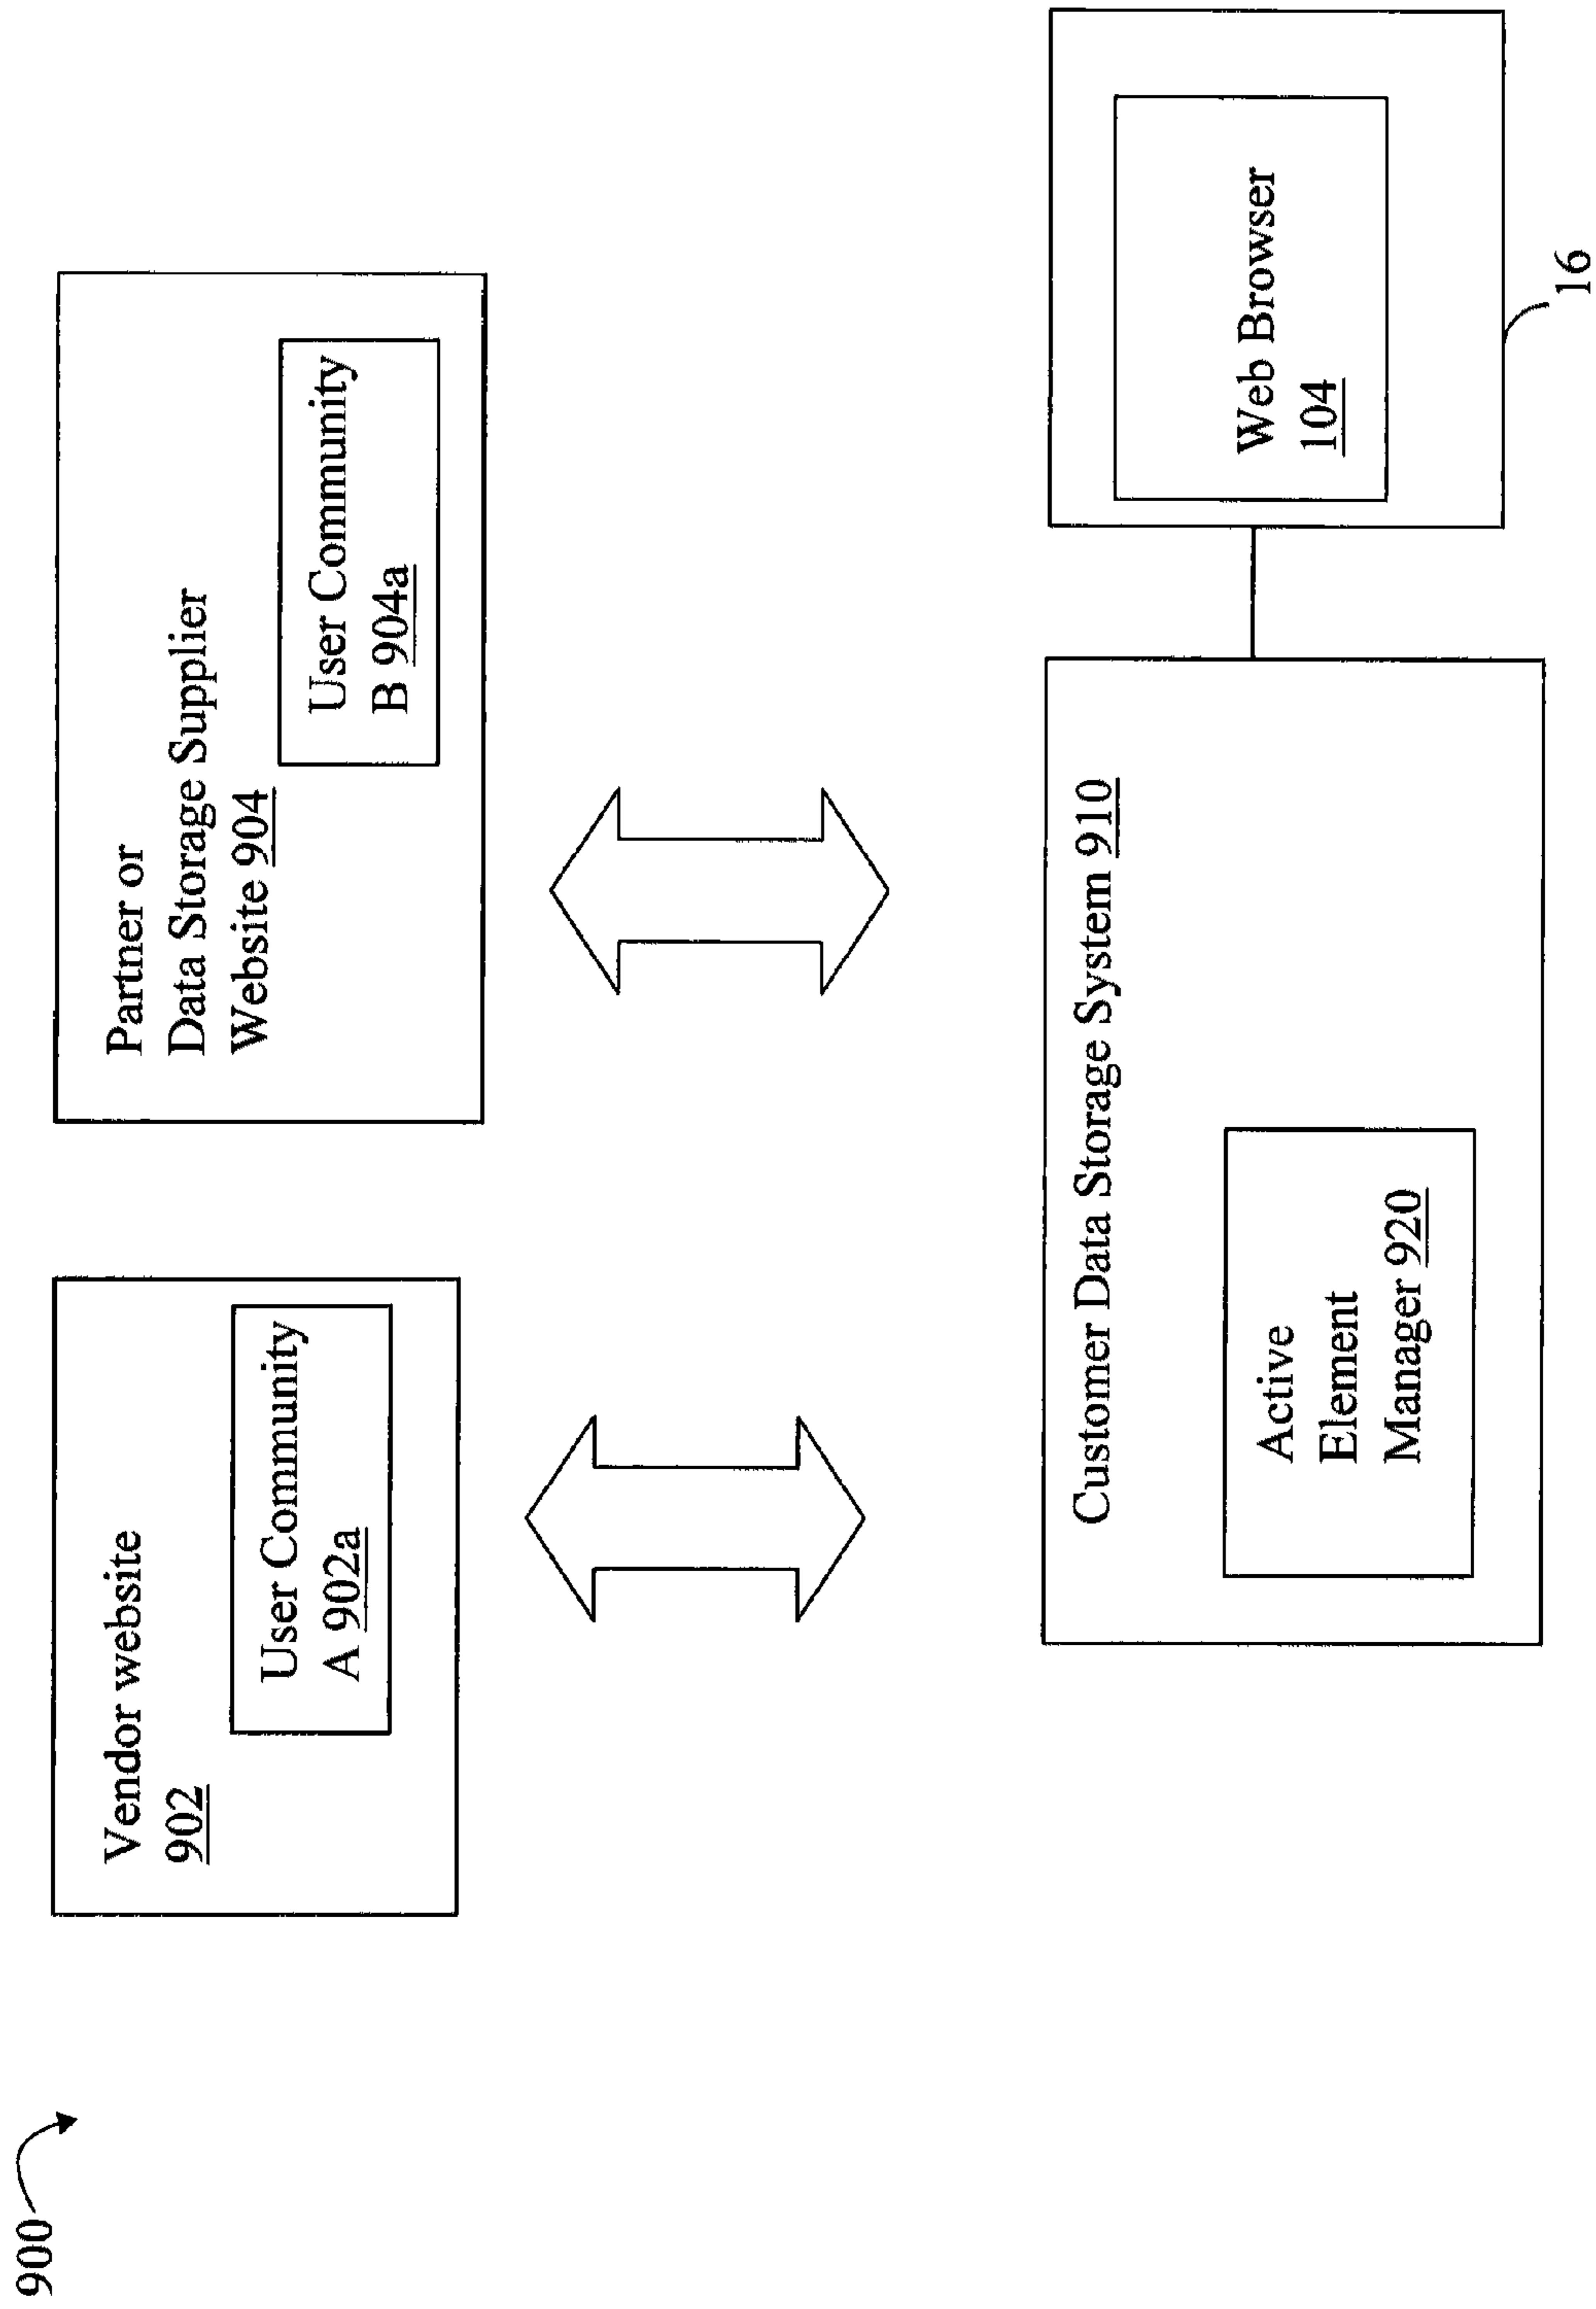 900
Vendor website
902
User Community
A 902a
Partner or
Data Storage Supplier
Website 904
User Community
B 904a
Customer Data Storage System 910
Active
Element
Manager 920
Web Browser
104
16